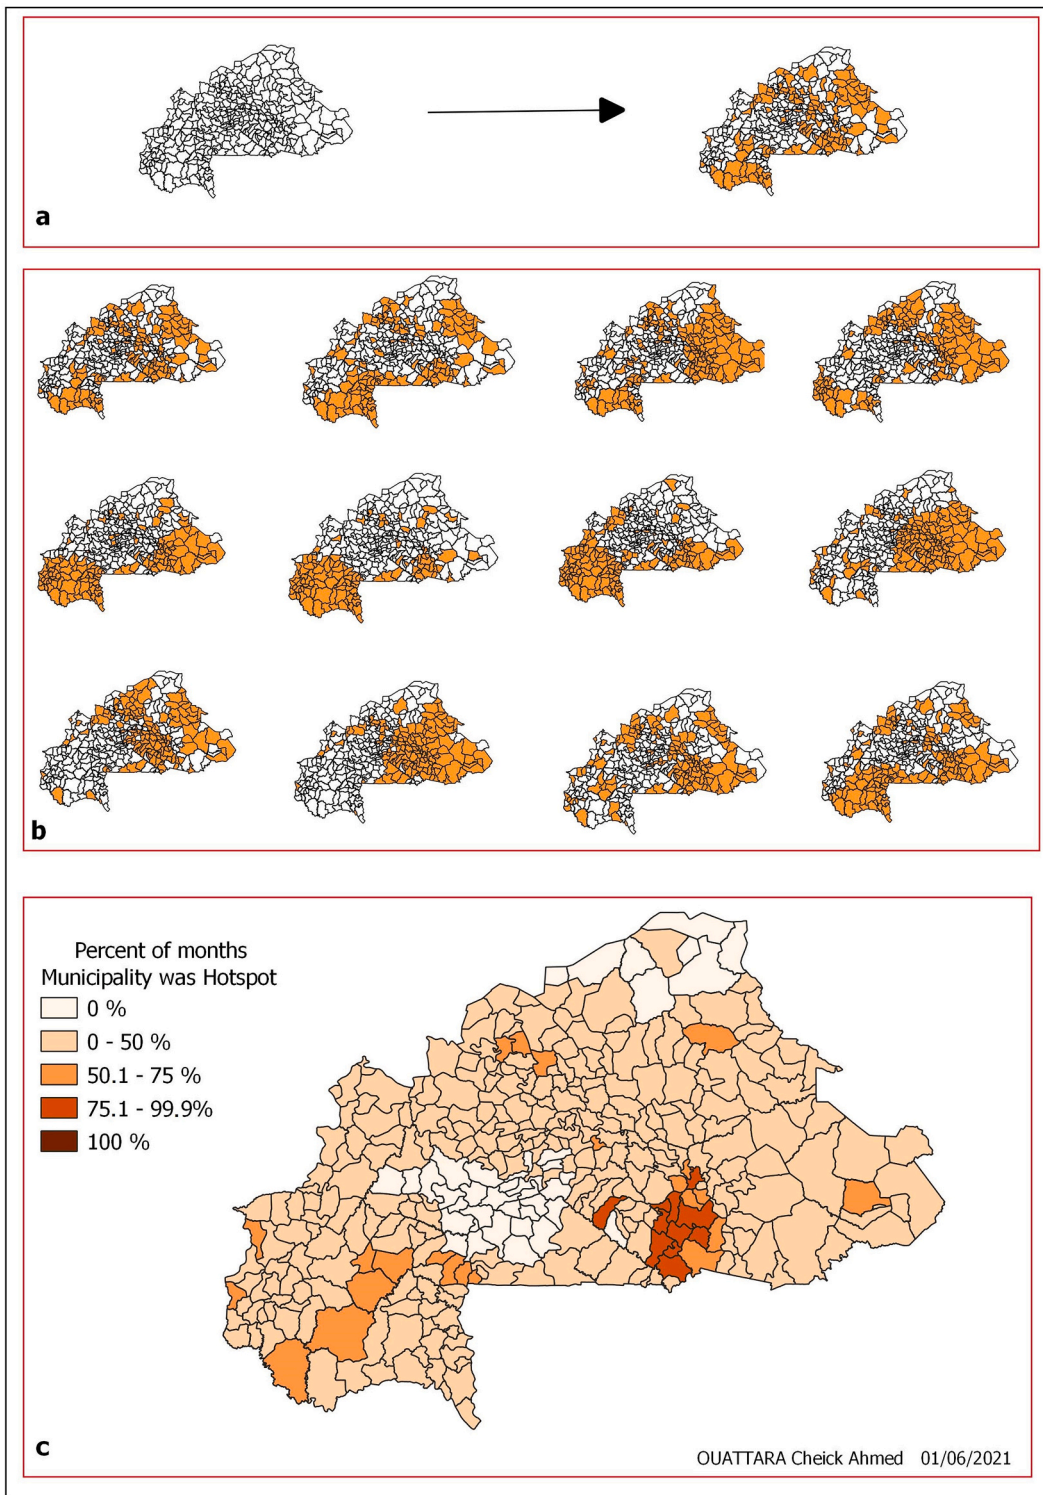 a
b
Percent of months
Municipality was Hotspot
0 %
0 - 50 %
50.1 - 75 %
75.1 - 99.9%
100 %
c
OUATTARA Cheick Ahmed 01/06/2021